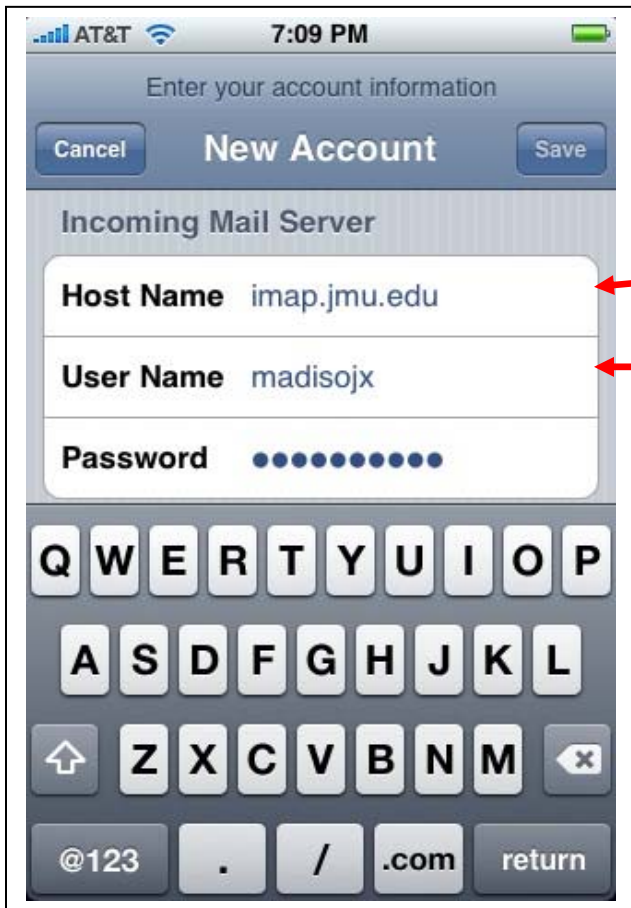 AT&T 7:09 PM
Enter your account information
Cancel New Account Save
Incoming Mail Server
Host Name imap.jmu.edu
User Name madisojx
Password ●●●●●●●●●●
Q W E R T Y U I O P
A S D F G H J K L
Z X C V B N M
@123 . / .com return